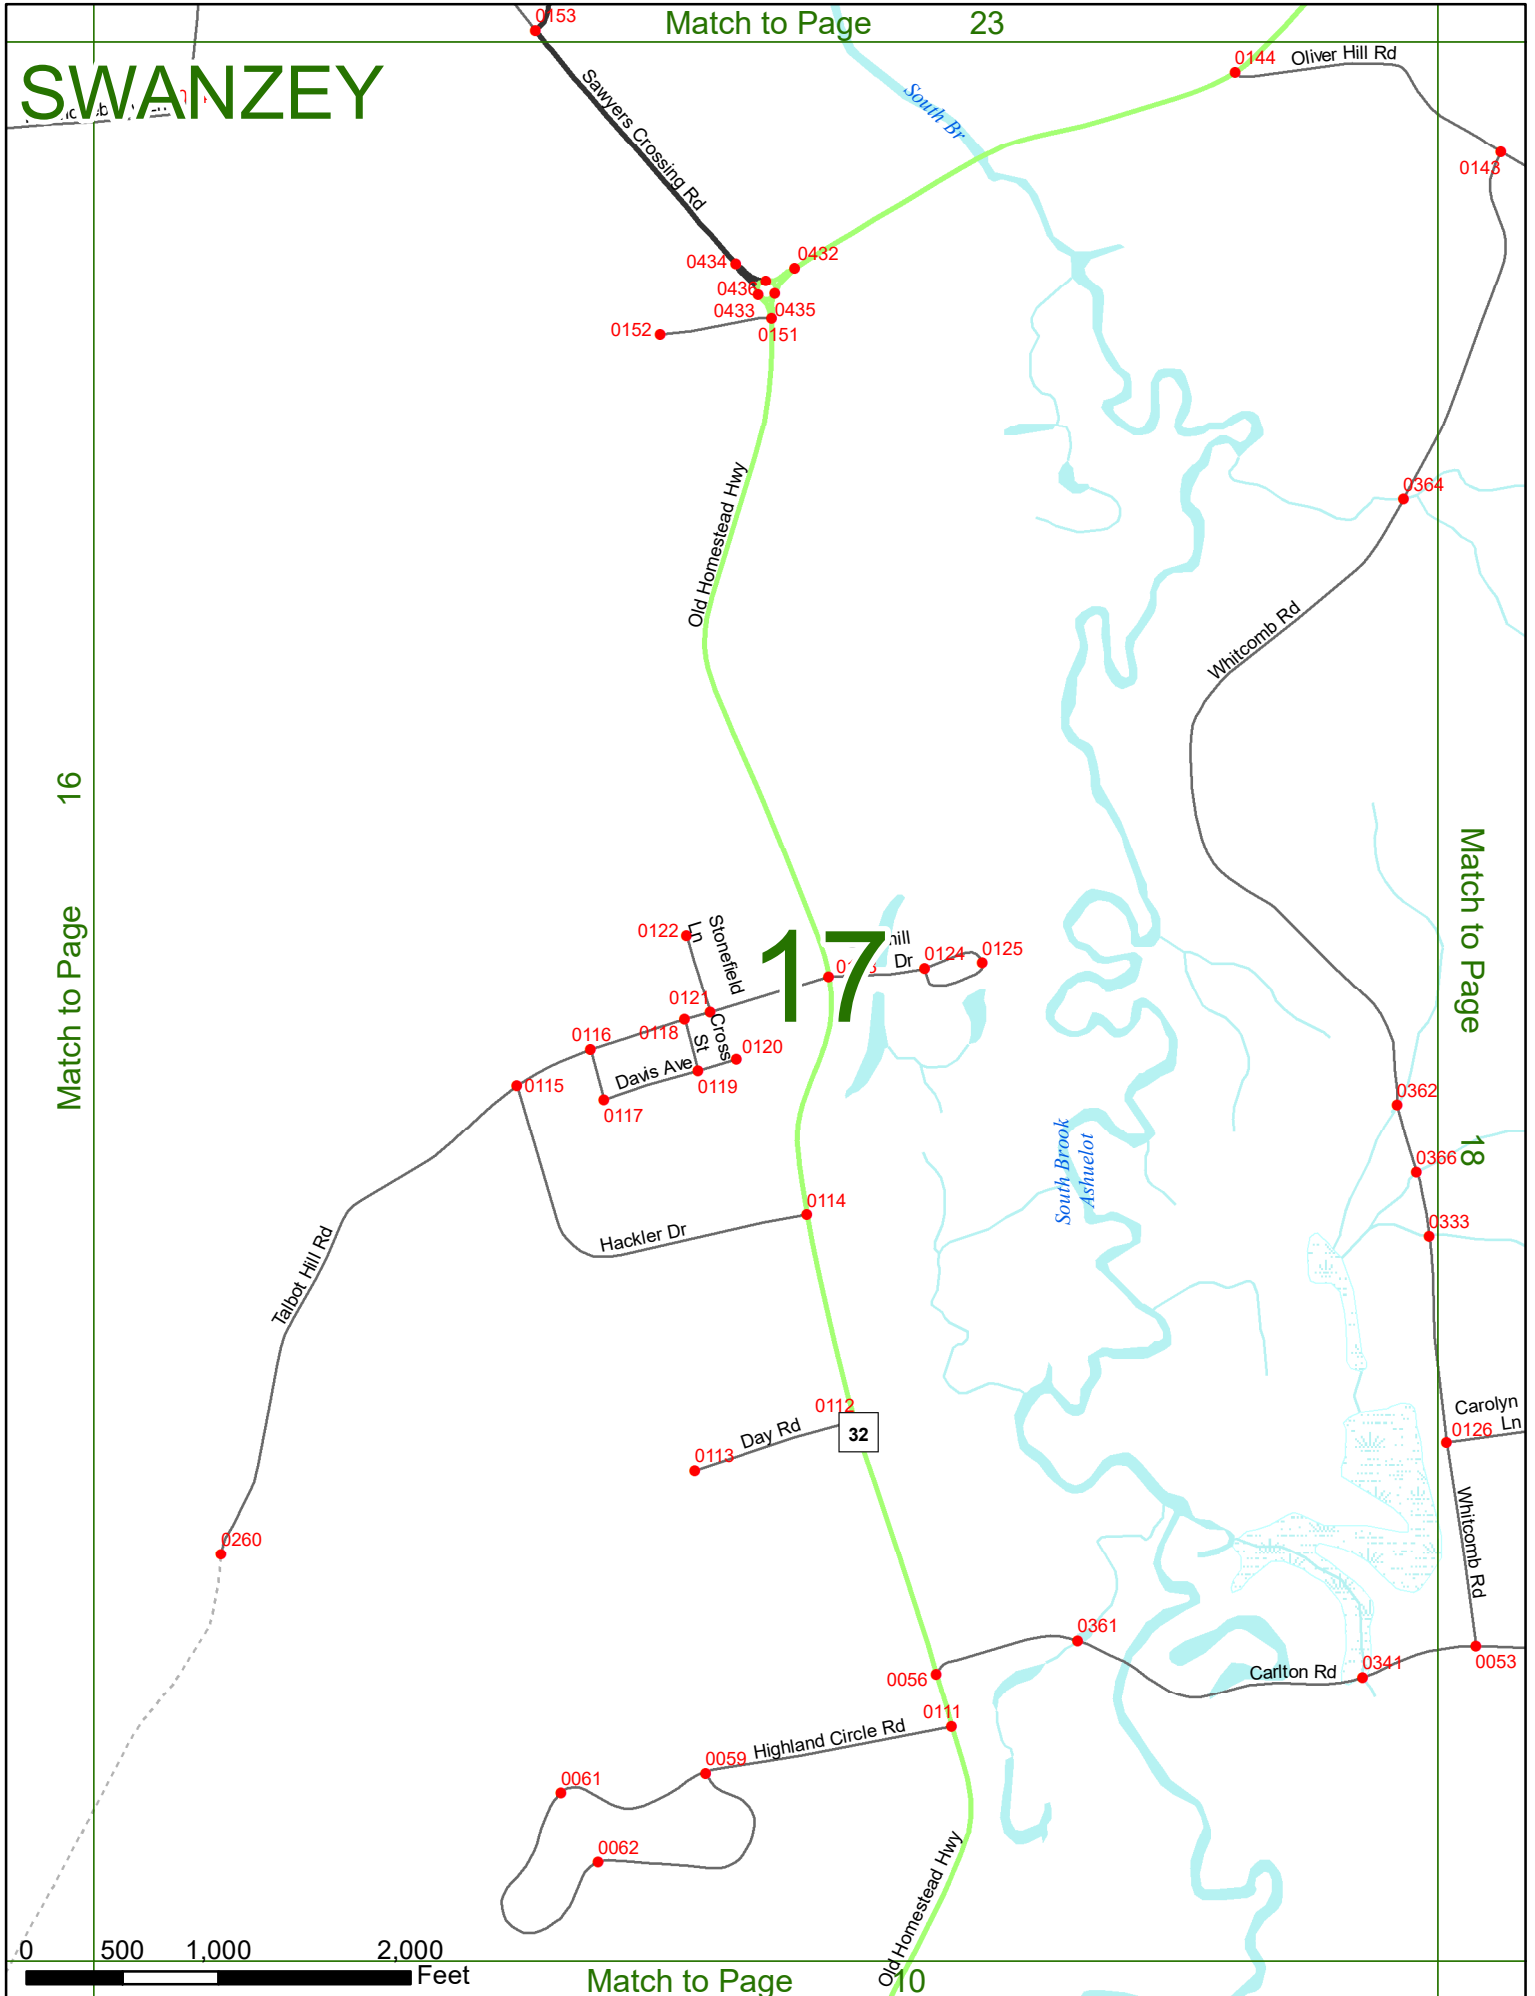 0153
Match to Page 23
SWANZEY
0144
Oliver Hill Rd
South Br
Sawyers Crossing Rd
0143
0434
0432
0436
0433
0435
0152
0151
Old Homestead Hwy
0364
Whitcomb Rd
Match to Page 16
Match to Page 18
0122
Stonefield
Ln
17
hill
Dr
0124
0125
0121
0118
Cross
St
0116
0120
Davis Ave
0119
0115
0117
0362
South Brook
Ashuelot
0366
0114
0333
Hackler Dr
Talbot Hill Rd
0112
32
Day Rd
0113
Carolyn
Ln
0126
Whitcomb Rd
0260
0361
0056
Carlton Rd
0341
0053
0111
Highland Circle Rd
0059
0061
0062
Old Homestead Hwy
0 500 1,000 2,000
Feet
Match to Page 10